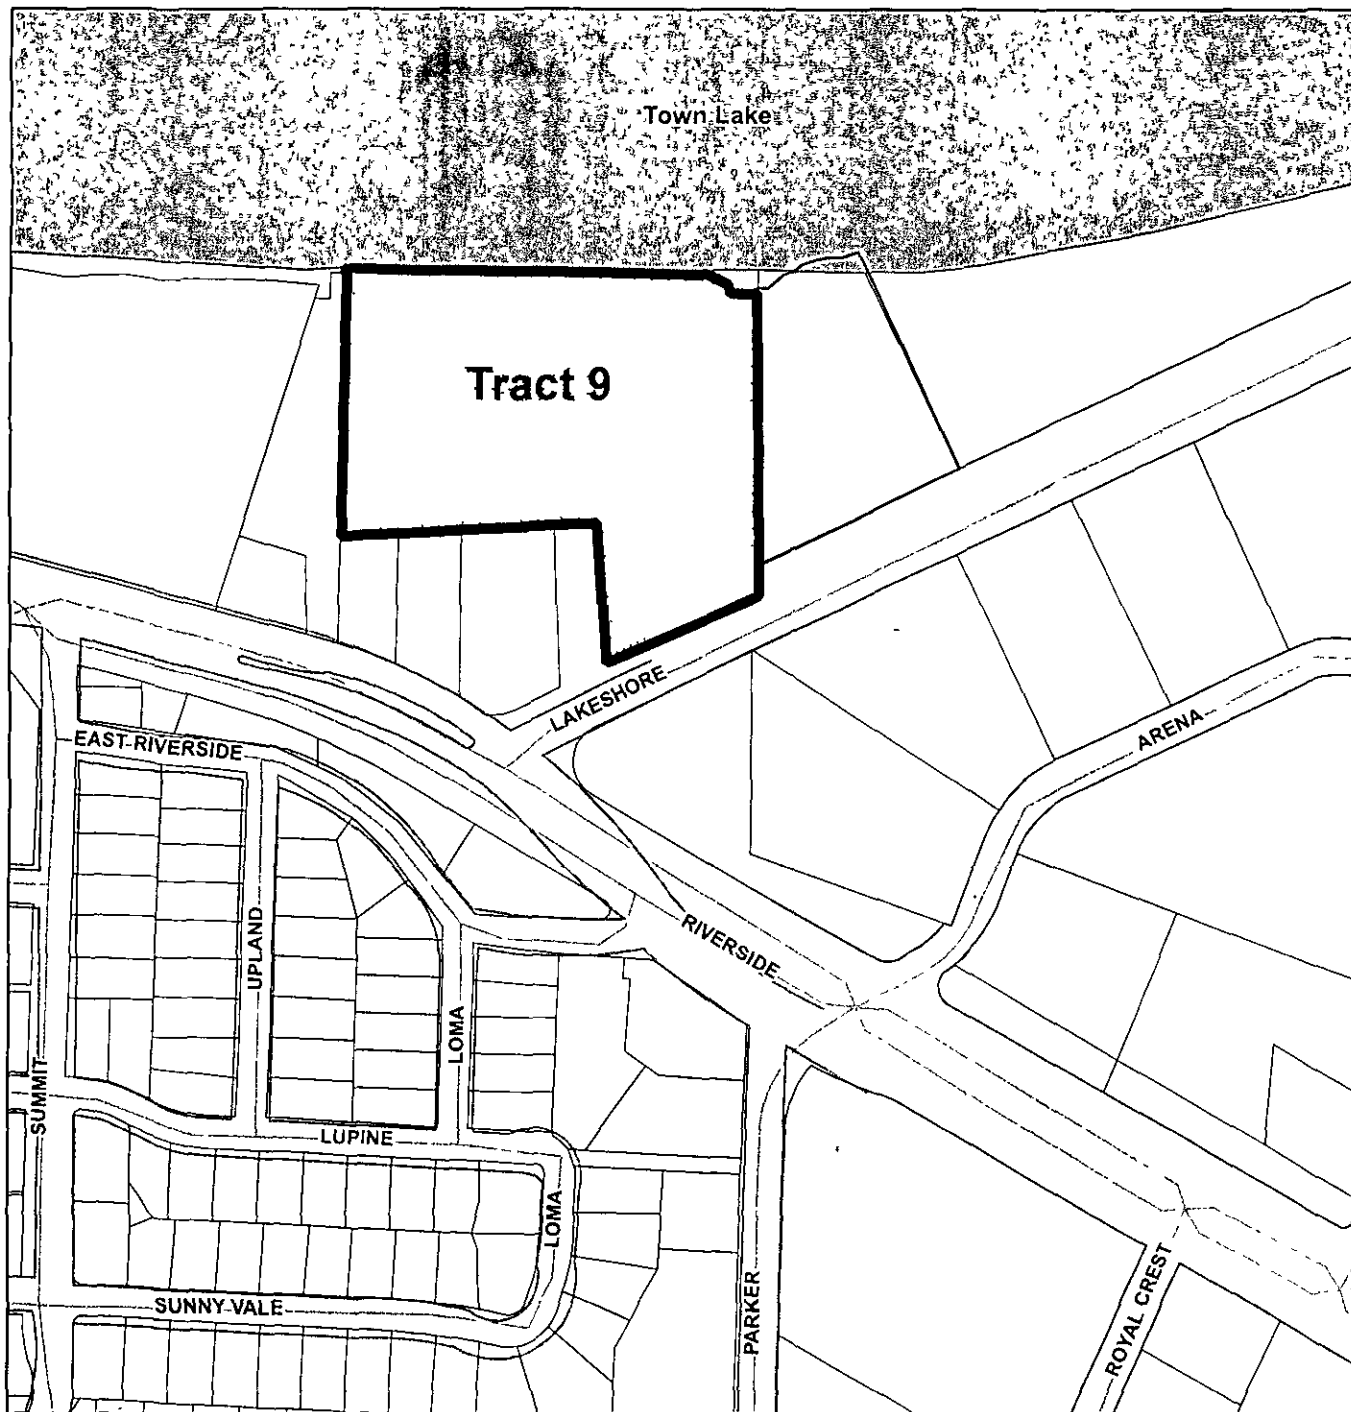 Town Lake
Tract 9
LAKESHORE
ARENA
EAST RIVERSIDE
UPLAND
RIVERSIDE
LOMA
SUMMIT
LUPINE
LOMA
SUNNY VALE
PARKER
ROYAL CREST